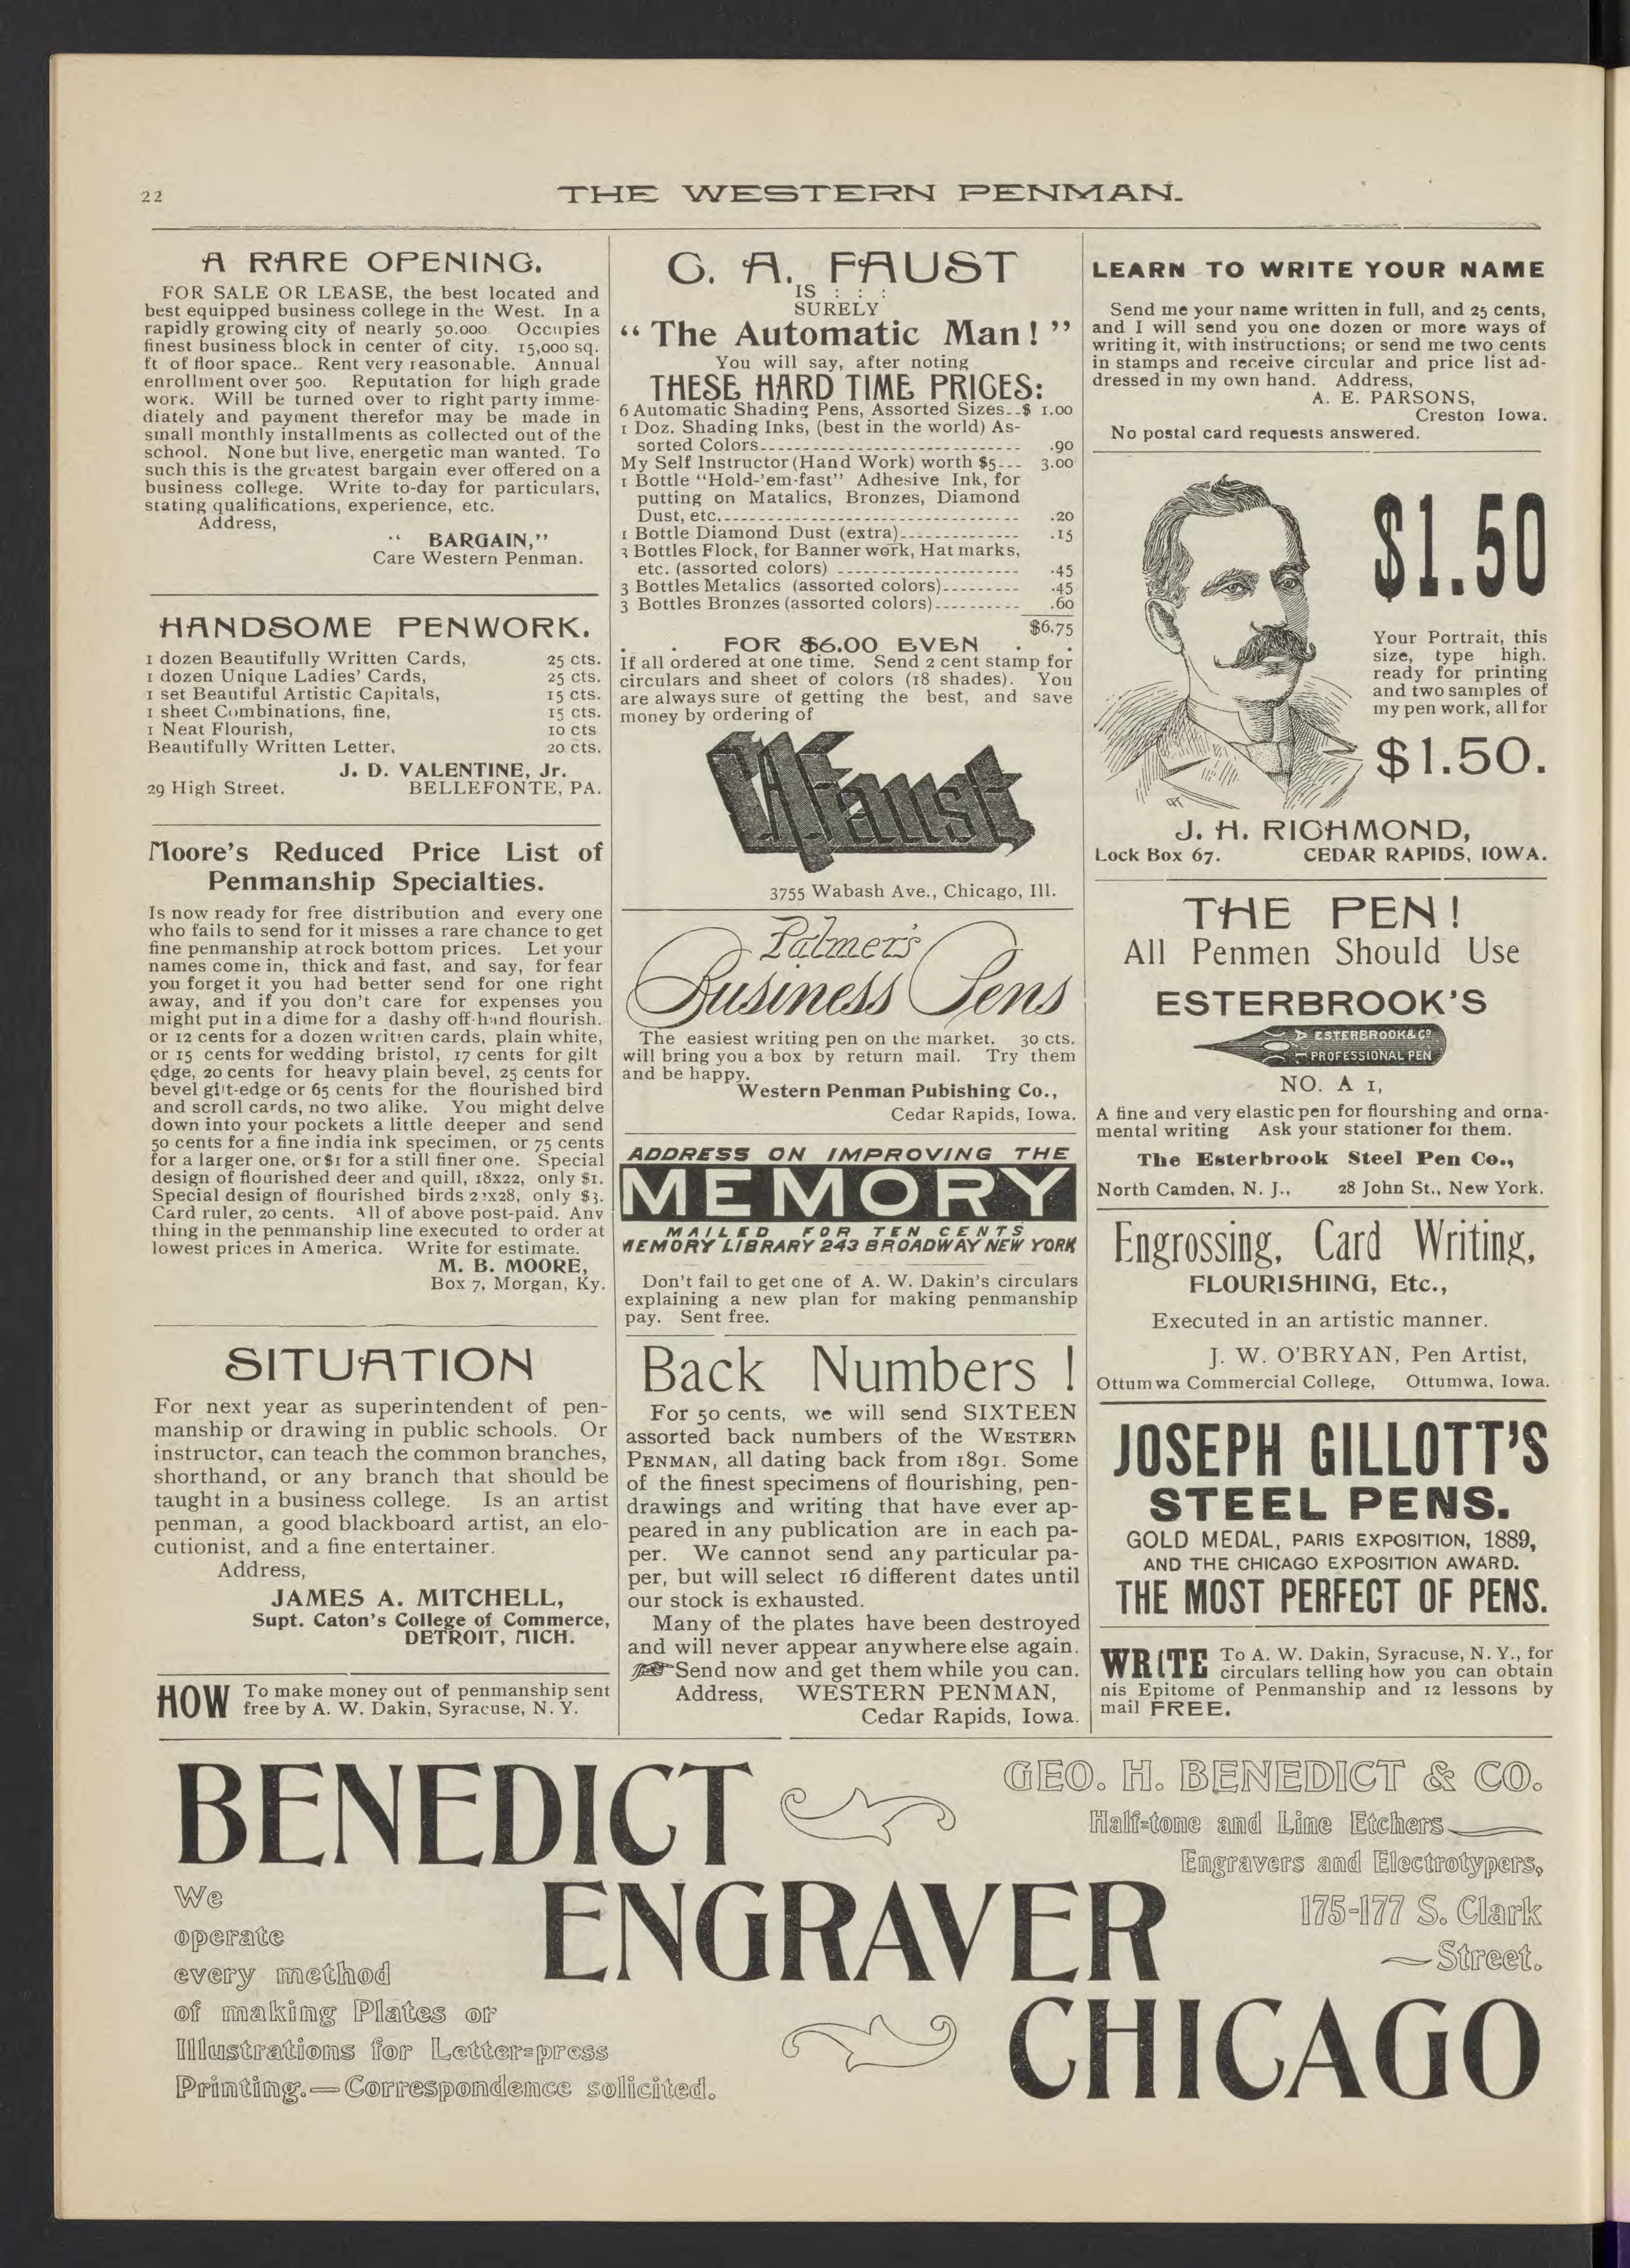 22
THE WESTERN PENMAN.
A RARE OPENING.
FOR SALE OR LEASE, the best located and
best equipped business college in the West. In a
rapidly growing city of nearly 50.000. Occupies
finest business block in center of city. 15,000 sq.
ft of floor space. Rent very reasonable. Annual
enrollment over 500. Reputation for high grade
work. Will be turned over to right party imme-
diately and payment therefor may be made in
small monthly installments as collected out of the
school. None but live, energetic man wanted. To
such this is the greatest bargain ever offered on a
business college. Write to-day for particulars,
stating qualifications, experience, etc.
Address,
" BARGAIN,"
Care Western Penman.
HANDSOME PENWORK.
1 dozen Beautifully Written Cards, 25 cts.
1 dozen Unique Ladies' Cards, 25 cts.
1 set Beautiful Artistic Capitals, 15 cts.
1 sheet Combinations, fine, 15 cts.
1 Neat Flourish, 10 cts
Beautifully Written Letter, 20 cts.
J. D. VALENTINE, Jr.
29 High Street. BELLEFONTE, PA.
Moore's Reduced Price List of
Penmanship Specialties.
Is now ready for free distribution and every one
who fails to send for it misses a rare chance to get
fine penmanship at rock bottom prices. Let your
names come in, thick and fast, and say, for fear
you forget it you had better send for one right
away, and if you don't care for expenses you
might put in a dime for a dashy off-hand flourish.
or 12 cents for a dozen written cards, plain white,
or 15 cents for wedding bristol, 17 cents for gilt
edge, 20 cents for heavy plain bevel, 25 cents for
bevel gilt-edge or 65 cents for the flourished bird
and scroll cards, no two alike. You might delve
down into your pockets a little deeper and send
50 cents for a fine india ink specimen, or 75 cents
for a larger one, or $1 for a still finer one. Special
design of flourished deer and quill, 18x22, only $1.
Special design of flourished birds only $3.
Card ruler, 20 cents. All of above post-paid. Any
thing in the penmanship line executed to order at
lowest prices in America. Write for estimate.
M. B. MOORE,
Box 7, Morgan, Ky.
SITUATION
For next year as superintendent of pen-
manship or drawing in public schools. Or
instructor, can teach the common branches,
shorthand, or any branch that should be
taught in a business college. Is an artist
penman, a good blackboard artist, an elo-
cutionist, and a fine entertainer.
Address,
JAMES A. MITCHELL,
Supt. Caton's College of Commerce,
DETROIT, MICH.
HOW To make money out of penmanship sent
free by A. W. Dakin, Syracuse, N. Y.
C. A. FAUST
IS : : :
SURELY
"The Automatic Man!"
You will say, after noting
THESE HARD TIME PRICES:
6 Automatic Shading Pens, Assorted Sizes..$ 1.00
1 Doz. Shading Inks, (best in the world) As-
sorted Colors .90
My Self Instructor (Hand Work) worth $5--- 3.00
1 Bottle "Hold-'em-fast" Adhesive Ink, for
putting on Matalics, Bronzes, Diamond
Dust, etc. .20
1 Bottle Diamond Dust (extra) .15
3 Bottles Flock, for Banner work, Hat marks,
etc. (assorted colors) .45
3 Bottles Metalics (assorted colors) .45
3 Bottles Bronzes (assorted colors) .60
$6.75
. . FOR $6.00 EVEN . .
If all ordered at one time. Send 2 cent stamp for
circulars and sheet of colors (18 shades). You
are always sure of getting the best, and save
money by ordering of
CAFaust
3755 Wabash Ave., Chicago, Ill.
Palmer's
Business Pens
The easiest writing pen on the market. 30 cts.
will bring you a box by return mail. Try them
and be happy.
Western Penman Pubishing Co.,
Cedar Rapids, Iowa.
ADDRESS ON IMPROVING THE
MEMORY
MAILED FOR TEN CENTS
MEMORY LIBRARY 243 BROADWAY NEW YORK
Don't fail to get one of A. W. Dakin's circulars
explaining a new plan for making penmanship
pay. Sent free.
Back Numbers !
For 50 cents, we will send SIXTEEN
assorted back numbers of the WESTERN
PENMAN, all dating back from 1891. Some
of the finest specimens of flourishing, pen-
drawings and writing that have ever ap-
peared in any publication are in each pa-
per. We cannot send any particular pa-
per, but will select 16 different dates until
our stock is exhausted.
Many of the plates have been destroyed
and will never appear anywhere else again.
Send now and get them while you can.
Address, WESTERN PENMAN,
Cedar Rapids, Iowa.
LEARN TO WRITE YOUR NAME
Send me your name written in full, and 25 cents,
and I will send you one dozen or more ways of
writing it, with instructions; or send me two cents
in stamps and receive circular and price list ad-
dressed in my own hand. Address,
A. E. PARSONS,
Creston Iowa.
No postal card requests answered.
$1.50
Your Portrait, this
size, type high.
ready for printing
and two samples of
my pen work, all for
$1.50.
J. H. RICHMOND,
Lock Box 67. CEDAR RAPIDS, IOWA.
THE PEN!
All Penmen Should Use
ESTERBROOK'S
ESTERBROOK & Co
PROFESSIONAL PEN
NO. A 1,
A fine and very elastic pen for flourshing and orna-
mental writing Ask your stationer for them.
The Esterbrook Steel Pen Co.,
North Camden, N. J., 28 John St., New York.
Engrossing, Card Writing,
FLOURISHING, Etc.,
Executed in an artistic manner.
J. W. O'BRYAN, Pen Artist,
Ottumwa Commercial College, Ottumwa, Iowa.
JOSEPH GILLOTT'S
STEEL PENS.
GOLD MEDAL, PARIS EXPOSITION, 1889,
AND THE CHICAGO EXPOSITION AWARD.
THE MOST PERFECT OF PENS.
WRITE To A. W. Dakin, Syracuse, N. Y., for
circulars telling how you can obtain
his Epitome of Penmanship and 12 lessons by
mail FREE.
BENEDICT
ENGRAVER
CHICAGO
GEO. H. BENEDICT & CO.
Half-tone and Line Etchers
Engravers and Electrotypers,
175-177 S. Clark
Street.
We
operate
every method
of making Plates or
Illustrations for Letter-press
Printing.—Correspondence solicited.